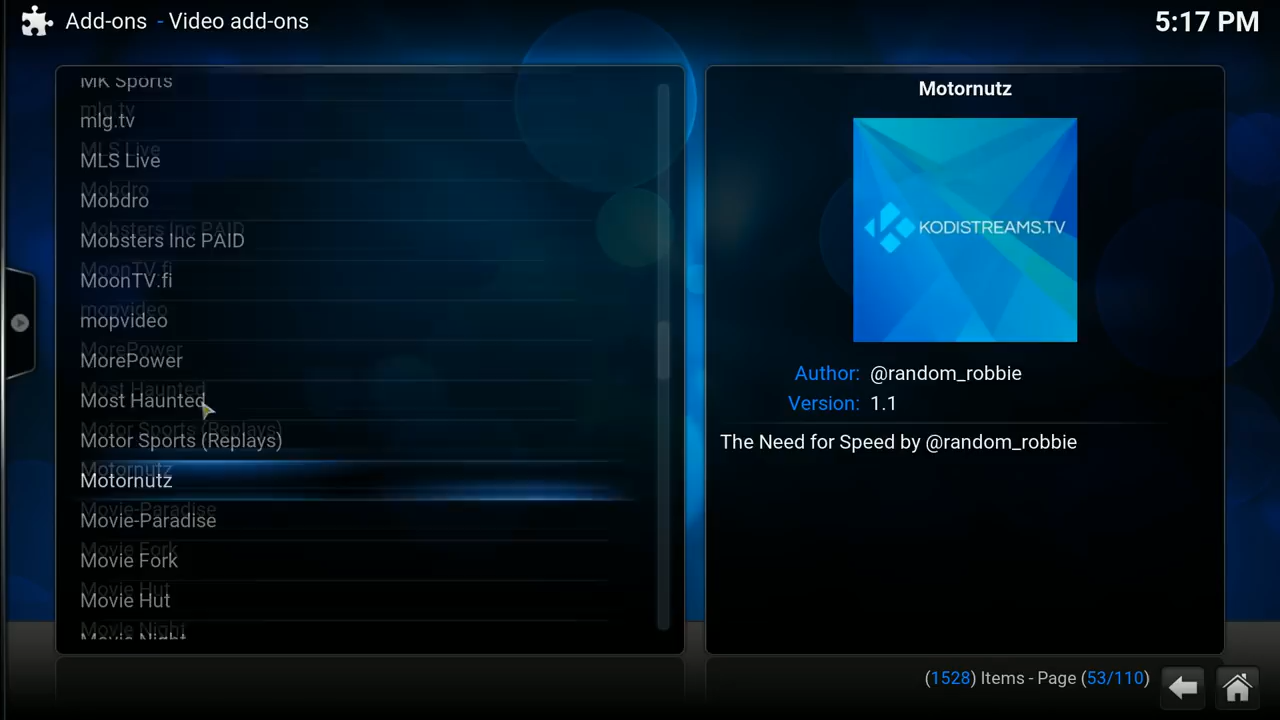 Add-ons - Video add-ons
5:17 PM
MK Sports
mlg.tv
MLS Live
Mobdro
Mobsters Inc PAID
MoonTV.fi
mopvideo
MorePower
Most Haunted
Motor Sports (Replays)
Motornutz
Movie-Paradise
Movie Fork
Movie Hut
Movie Night
Motornutz
KODISTREAMS.TV
Author: @random_robbie
Version: 1.1
The Need for Speed by @random_robbie
(1528) Items - Page (53/110)